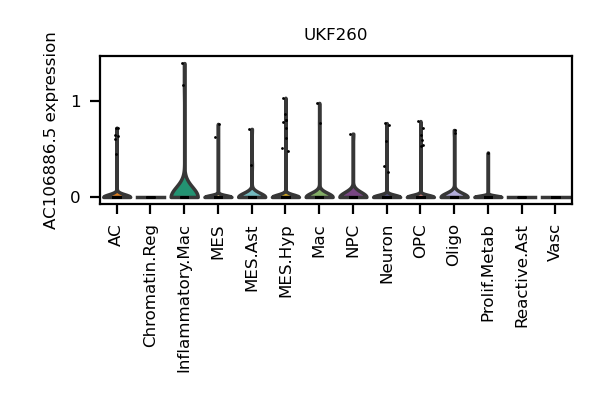 UKF260
AC106886.5 expression
1
0
AC
Chromatin.Reg
Inflammatory.Mac
MES
MES.Ast
MES.Hyp
Mac
NPC
Neuron
OPC
Oligo
Prolif.Metab
Reactive.Ast
Vasc